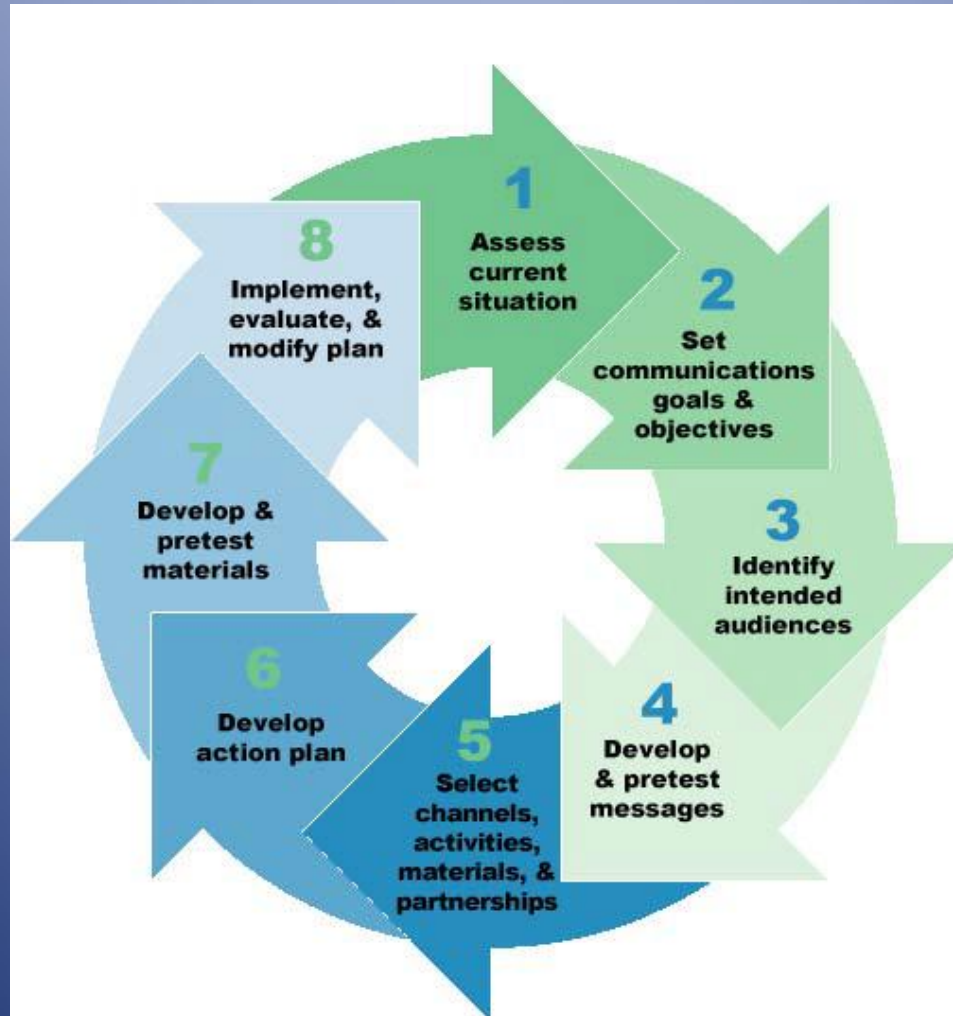 1
Assess
current
situation
2
Set
communications
goals &
objectives
3
Identify
intended
audiences
4
Develop
& pretest
messages
5
Select
channels,
activities,
materials, &
partnerships
6
Develop
action plan
7
Develop &
pretest
materials
8
Implement,
evaluate, &
modify plan